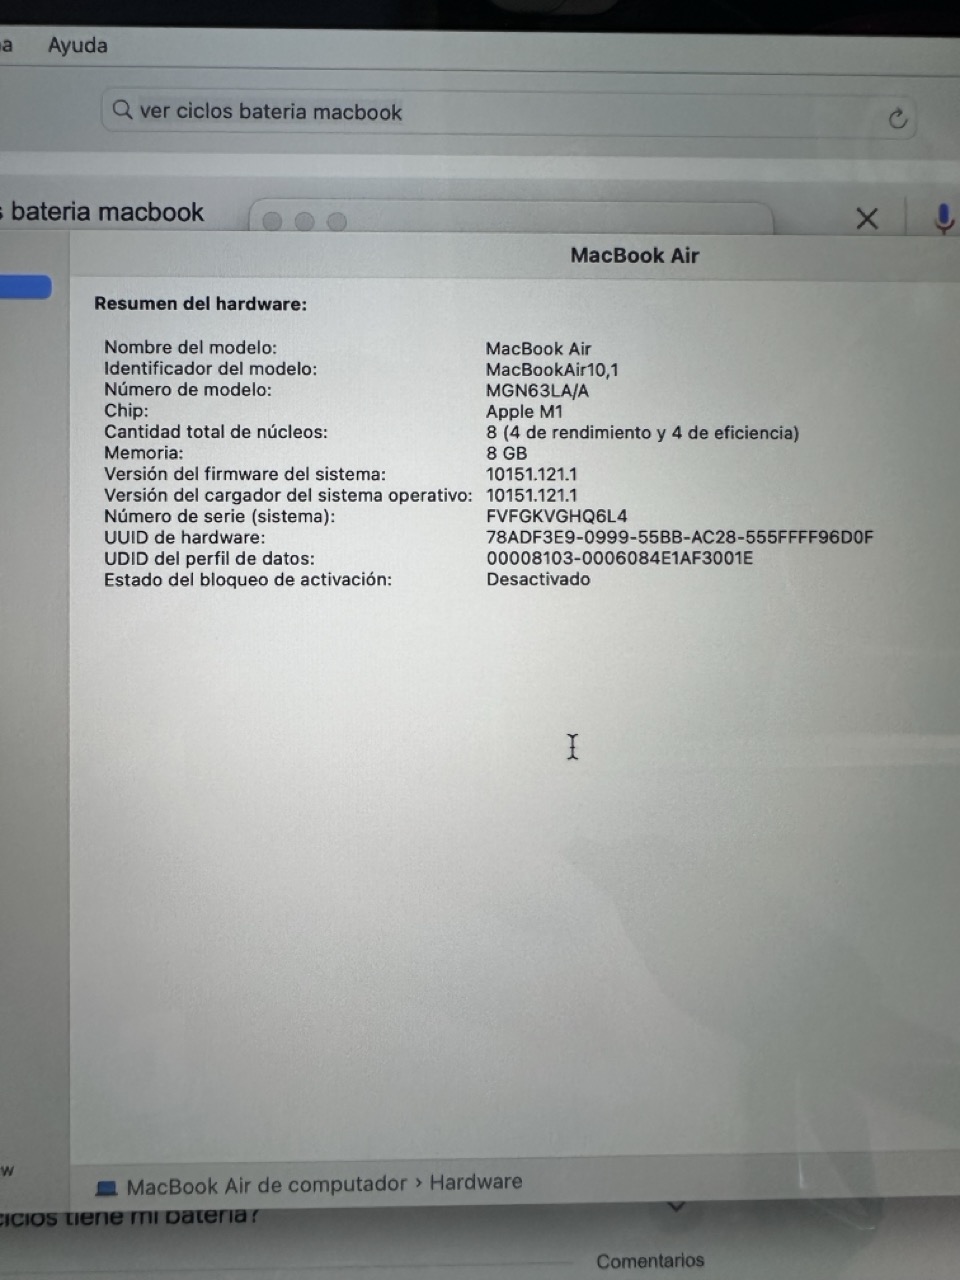 Ayuda
ver ciclos bateria macbook
bateria macbook
MacBook Air
Resumen del hardware:
Nombre del modelo: MacBook Air
Identificador del modelo: MacBookAir10,1
Número de modelo: MGN63LA/A
Chip: Apple M1
Cantidad total de núcleos: 8 (4 de rendimiento y 4 de eficiencia)
Memoria: 8 GB
Versión del firmware del sistema: 10151.121.1
Versión del cargador del sistema operativo: 10151.121.1
Número de serie (sistema): FVFGKVGHQ6L4
UUID de hardware: 78ADF3E9-0999-55BB-AC28-555FFFF96D0F
UDID del perfil de datos: 00008103-0006084E1AF3001E
Estado del bloqueo de activación: Desactivado
MacBook Air de computador › Hardware
tiene mi batería?
Comentarios